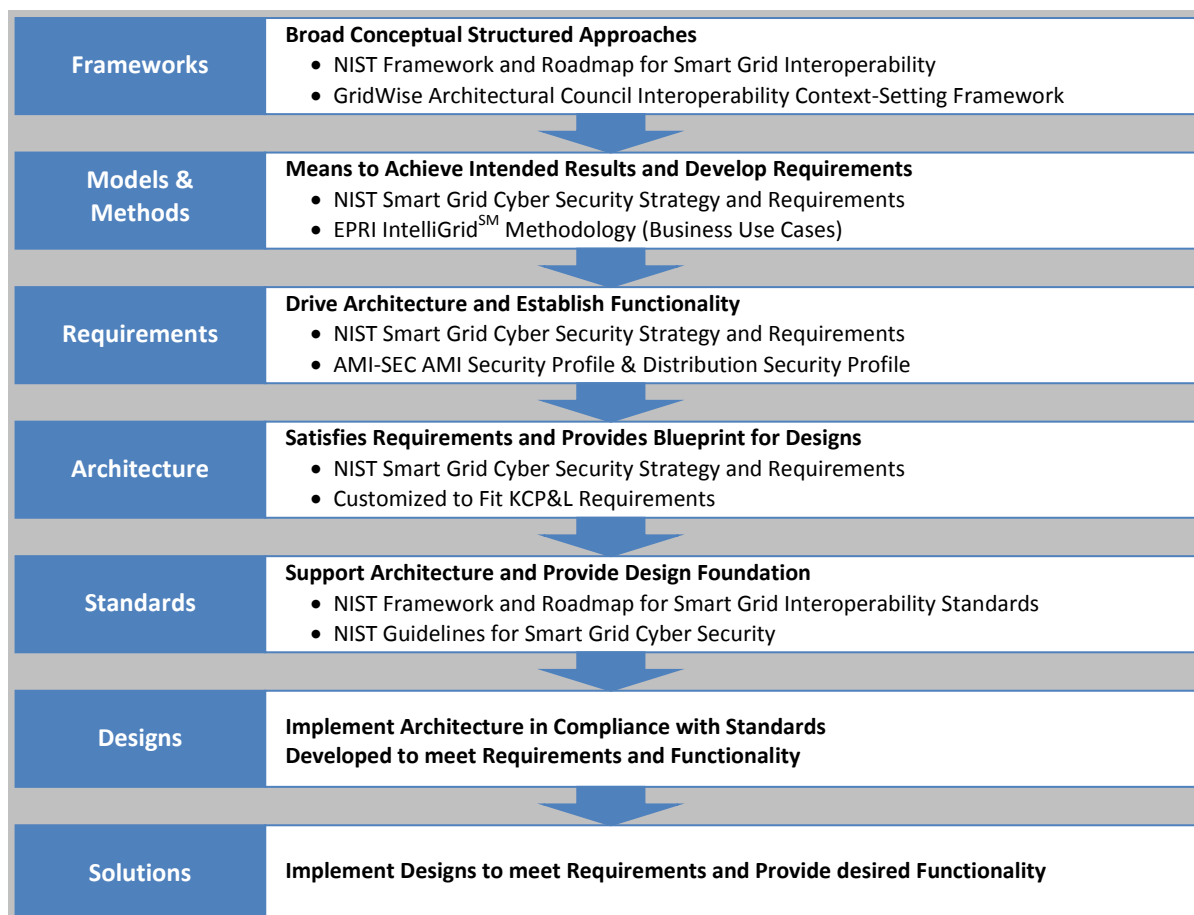 Frameworks
Broad Conceptual Structured Approaches
• NIST Framework and Roadmap for Smart Grid Interoperability
• GridWise Architectural Council Interoperability Context-Setting Framework
Models &
Methods
Means to Achieve Intended Results and Develop Requirements
• NIST Smart Grid Cyber Security Strategy and Requirements
• EPRI IntelliGridSM Methodology (Business Use Cases)
Requirements
Drive Architecture and Establish Functionality
• NIST Smart Grid Cyber Security Strategy and Requirements
• AMI-SEC AMI Security Profile & Distribution Security Profile
Architecture
Satisfies Requirements and Provides Blueprint for Designs
• NIST Smart Grid Cyber Security Strategy and Requirements
• Customized to Fit KCP&L Requirements
Standards
Support Architecture and Provide Design Foundation
• NIST Framework and Roadmap for Smart Grid Interoperability Standards
• NIST Guidelines for Smart Grid Cyber Security
Designs
Implement Architecture in Compliance with Standards
Developed to meet Requirements and Functionality
Solutions
Implement Designs to meet Requirements and Provide desired Functionality